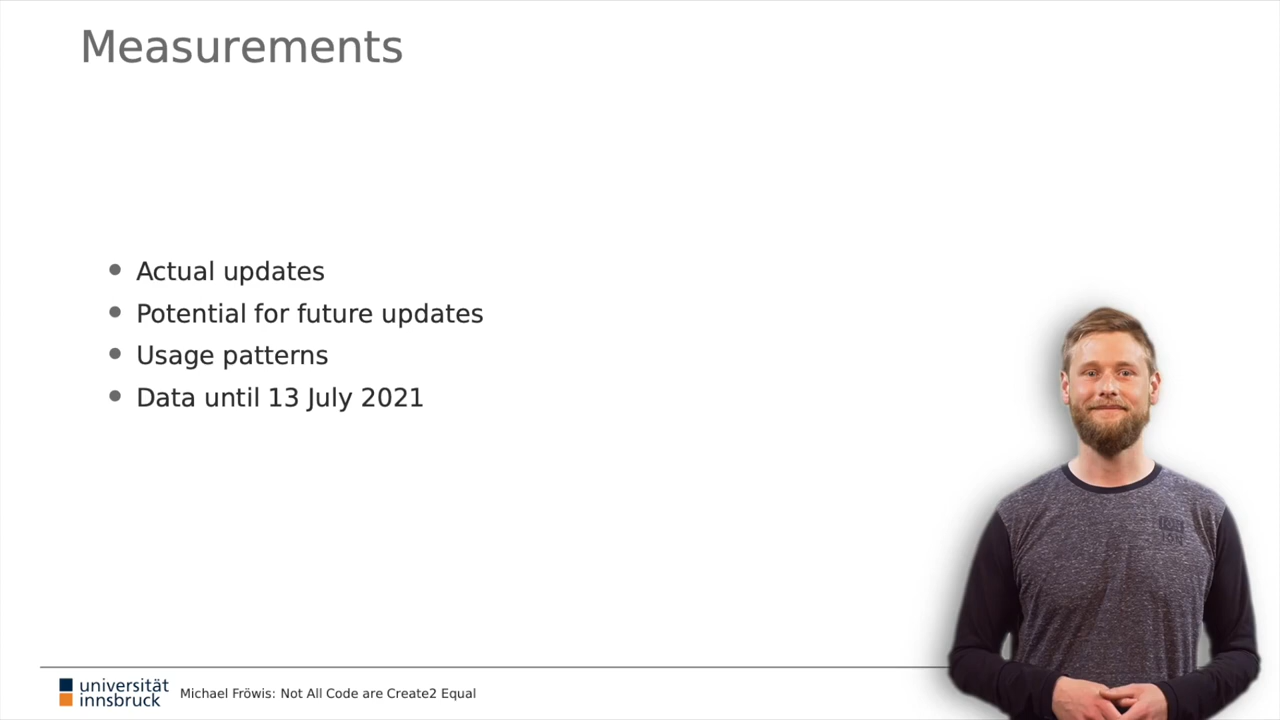 Measurements
Actual updates
Potential for future updates
Usage patterns
Data until 13 July 2021
universität
innsbruck
Michael Fröwis: Not All Code are Create2 Equal